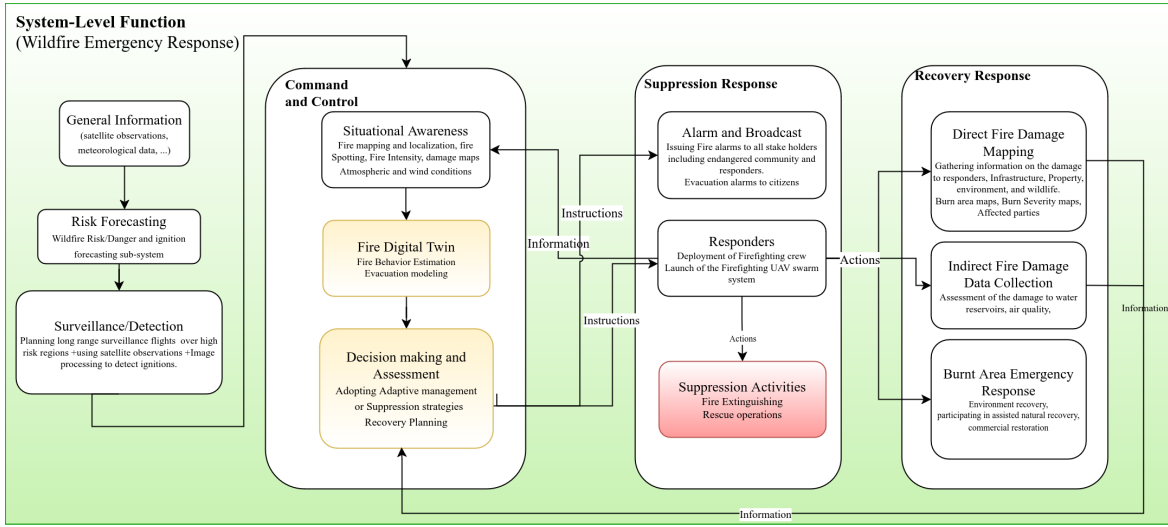 System-Level Function
(Wildfire Emergency Response)
General Information
(satellite observations,
meteorological data, ...)
Risk Forecasting
Wildfire Risk/Danger and ignition
forecasting sub-system
Surveillance/Detection
Planning long range surveillance flights over high
risk regions +using satellite observations +Image
processing to detect ignitions.
Command
and Control
Situational Awareness
Fire mapping and localization, fire
Spotting, Fire Intensity, damage maps
Atmospheric and wind conditions
Fire Digital Twin
Fire Behavior Estimation
Evacuation modeling
Decision making and
Assessment
Adopting Adaptive management
or Suppression strategies
Recovery Planning
Instructions
Information
Instructions
Suppression Response
Alarm and Broadcast
Issuing Fire alarms to all stake holders
including endangered community and
responders.
Evacuation alarms to citizens
Responders
Deployment of Firefighting crew
Launch of the Firefighting UAV swarm
system
Actions
Suppression Activities
Fire Extinguishing
Rescue operations
Actions
Recovery Response
Direct Fire Damage
Mapping
Gathering information on the damage
to responders, Infrastructure, Property,
environment, and wildlife.
Burn area maps, Burn Severity maps,
Affected parties
Indirect Fire Damage
Data Collection
Assessment of the damage to water
reservoirs, air quality,
Burnt Area Emergency
Response
Environment recovery,
participating in assisted natural recovery,
commercial restoration
Information
Information